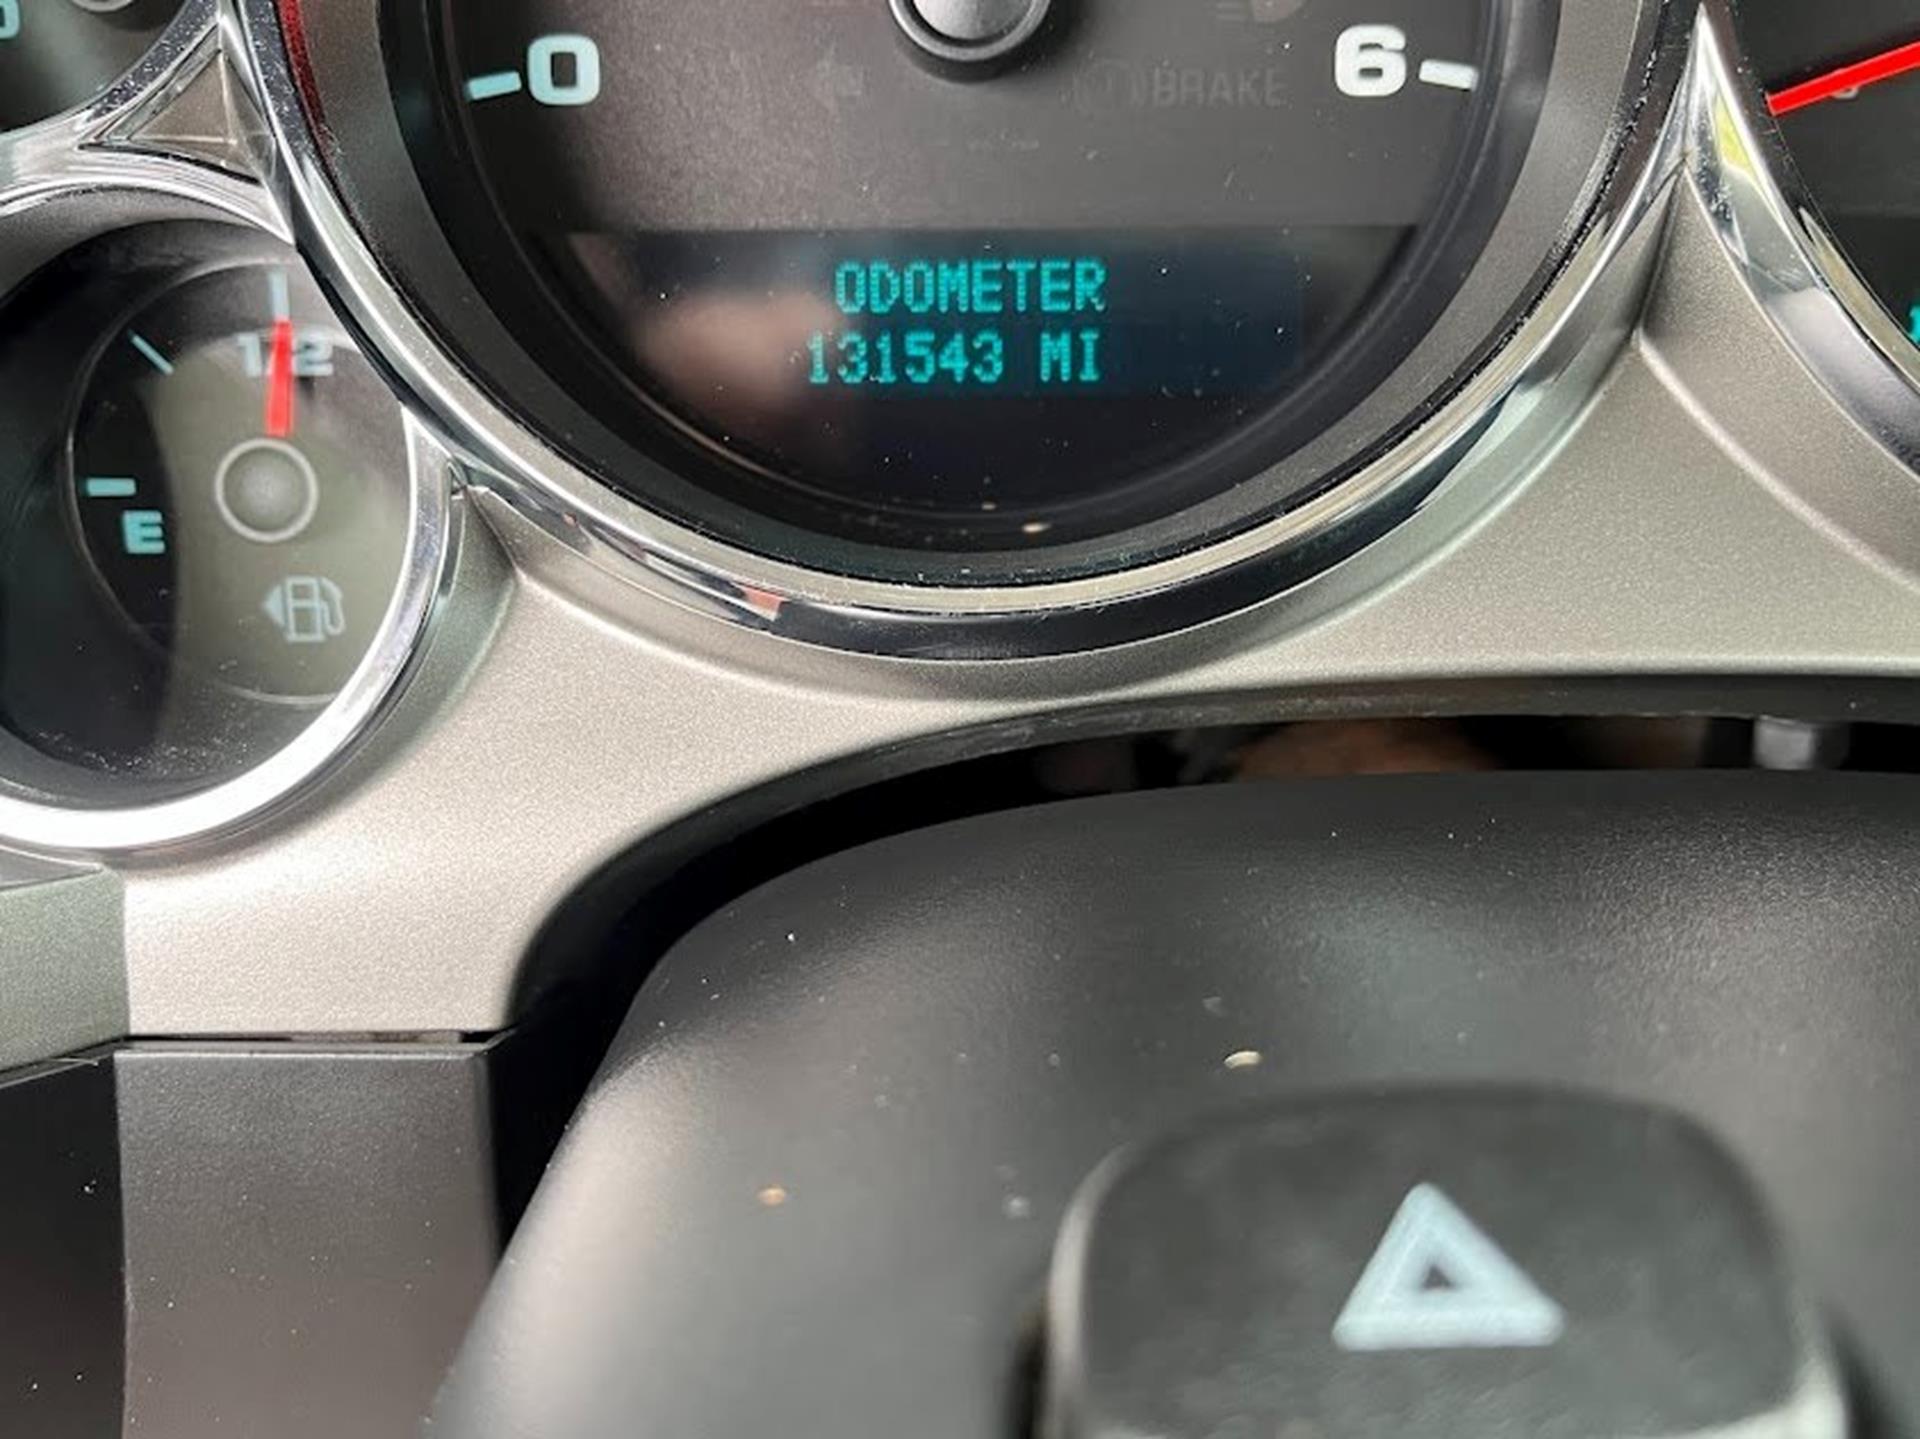 0
6
BRAKE
ODOMETER
131543 MI
1/2
E